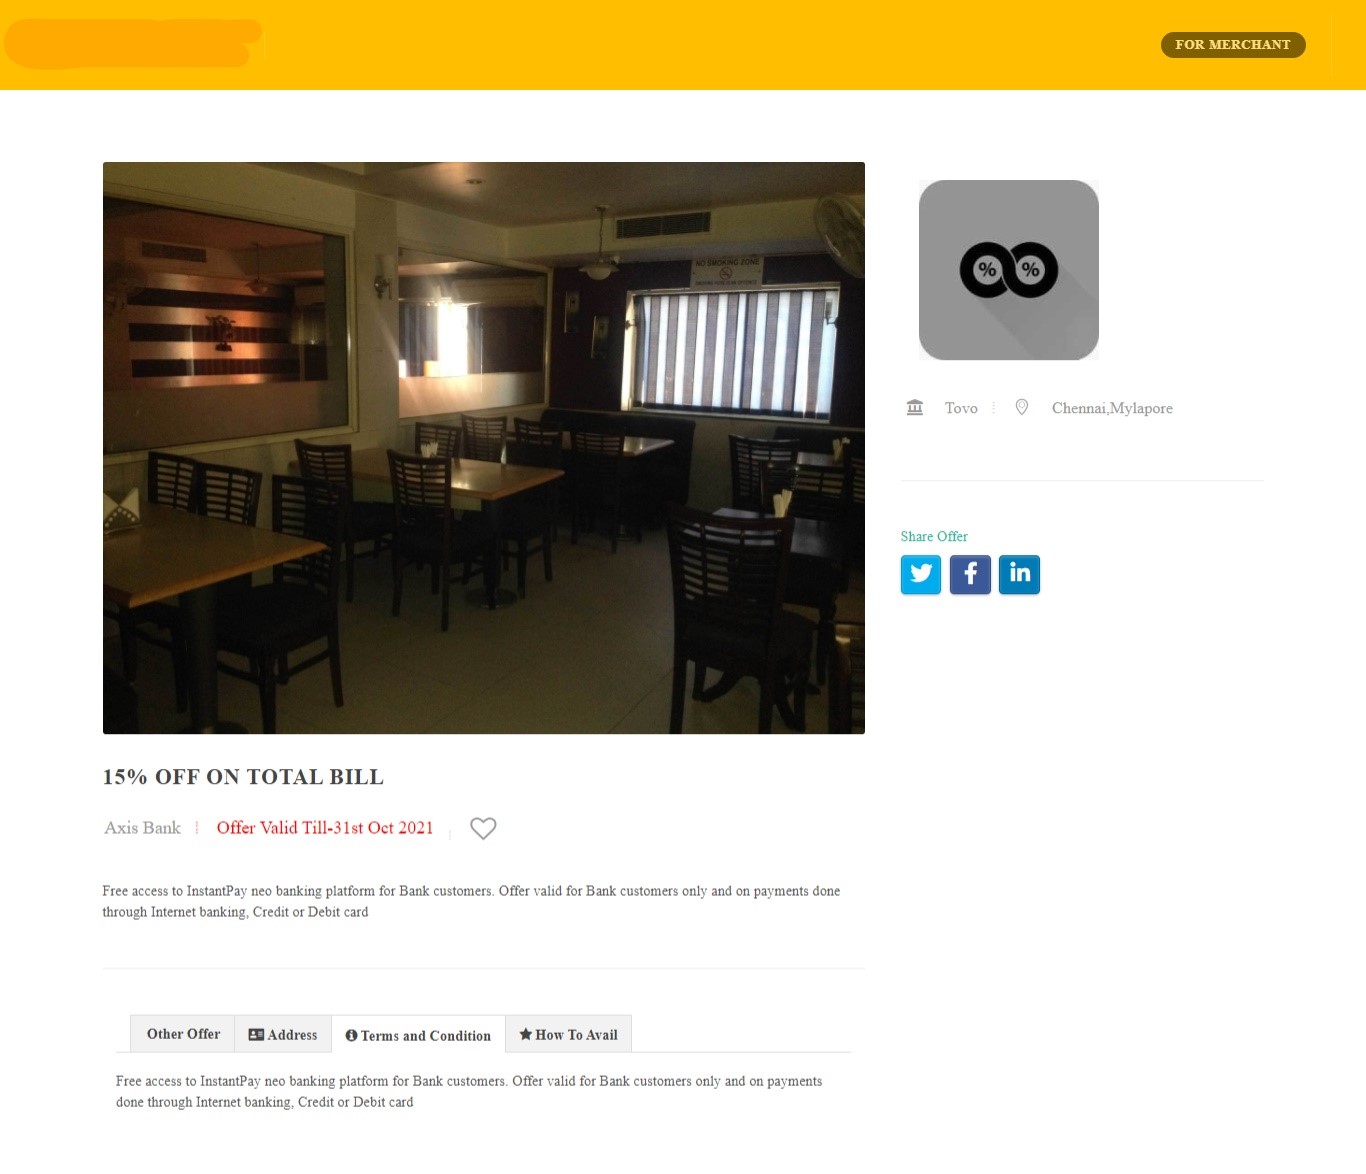 FOR MERCHANT
NO SMOKING ZONE
% %
Tovo
Chennai,Mylapore
Share Offer
15% OFF ON TOTAL BILL
Axis Bank
Offer Valid Till-31st Oct 2021
Free access to InstantPay neo banking platform for Bank customers. Offer valid for Bank customers only and on payments done
through Internet banking, Credit or Debit card
Other Offer
Address
Terms and Condition
How To Avail
Free access to InstantPay neo banking platform for Bank customers. Offer valid for Bank customers only and on payments
done through Internet banking, Credit or Debit card